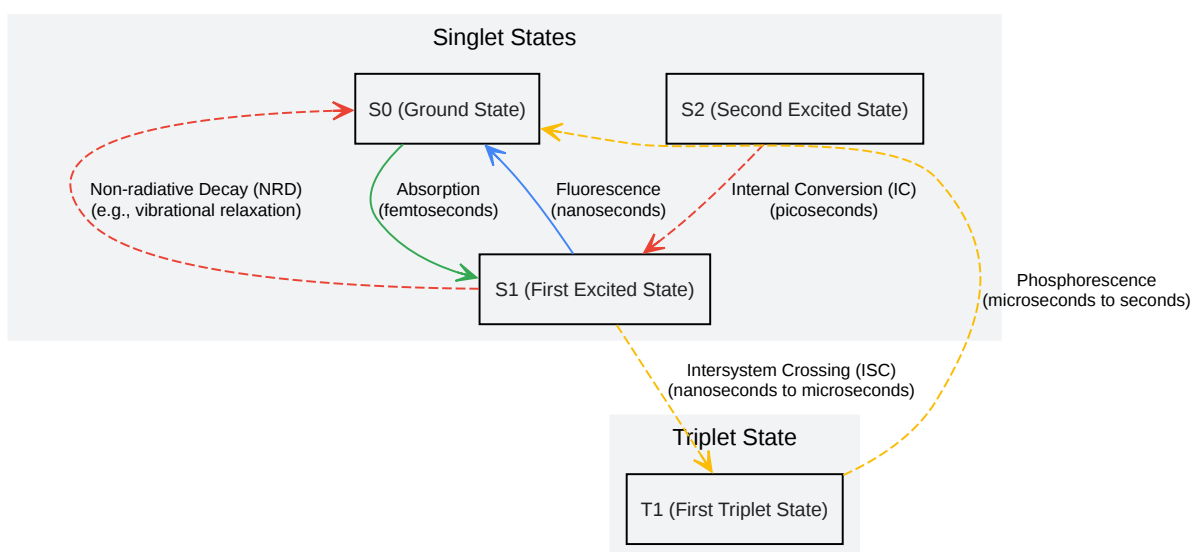 Singlet States
S0 (Ground State)
S2 (Second Excited State)
Non-radiative Decay (NRD)
(e.g., vibrational relaxation)
Absorption
(femtoseconds)
Fluorescence
(nanoseconds)
Internal Conversion (IC)
(picoseconds)
S1 (First Excited State)
Phosphorescence
(microseconds to seconds)
Intersystem Crossing (ISC)
(nanoseconds to microseconds)
Triplet State
T1 (First Triplet State)